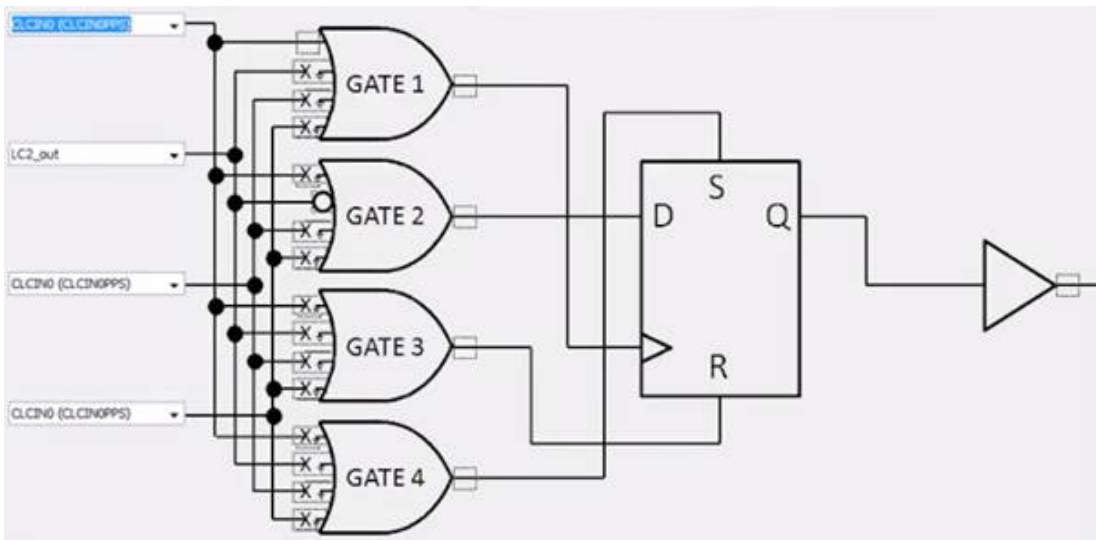 CLCIN0 (CLCIN0PPS)
X
GATE 1
X
X
LC2_out
X
GATE 2
X
X
S
D
Q
CLCIN0 (CLCIN0PPS)
X
X
GATE 3
X
X
R
CLCIN0 (CLCIN0PPS)
X
X
GATE 4
X
X